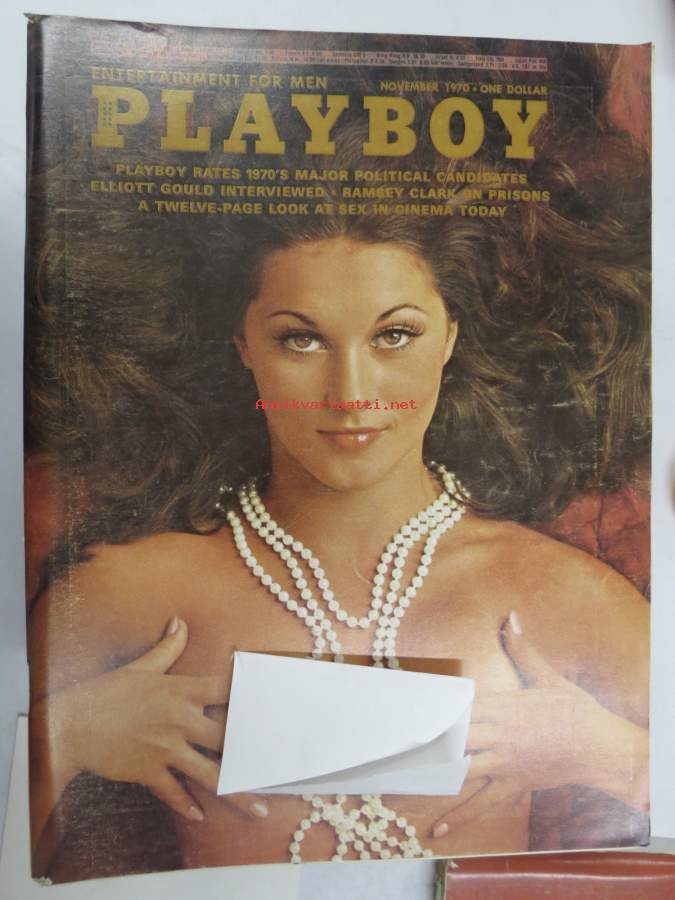 ENTERTAINMENT FOR MEN NOVEMBER 1970 • ONE DOLLAR
PLAYBOY
PLAYBOY RATES 1970'S MAJOR POLITICAL CANDIDATES
ELLIOTT GOULD INTERVIEWED • RAMSEY CLARK ON PRISONS
A TWELVE-PAGE LOOK AT SEX IN CINEMA TODAY
Antikvariaatti.net